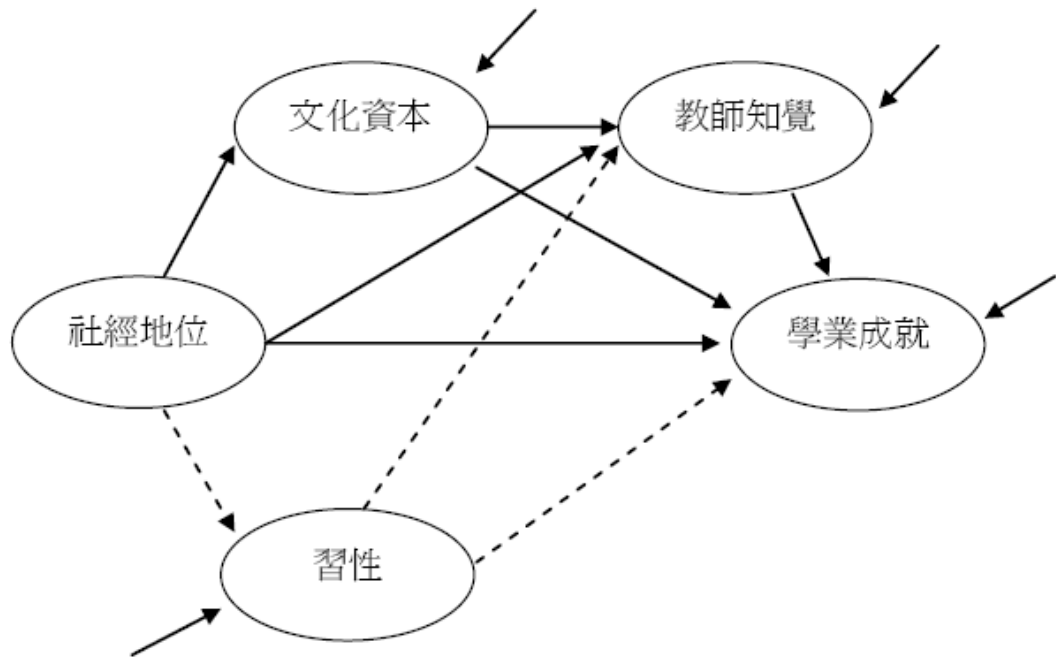 文化資本
教師知覺
社經地位
學業成就
習性